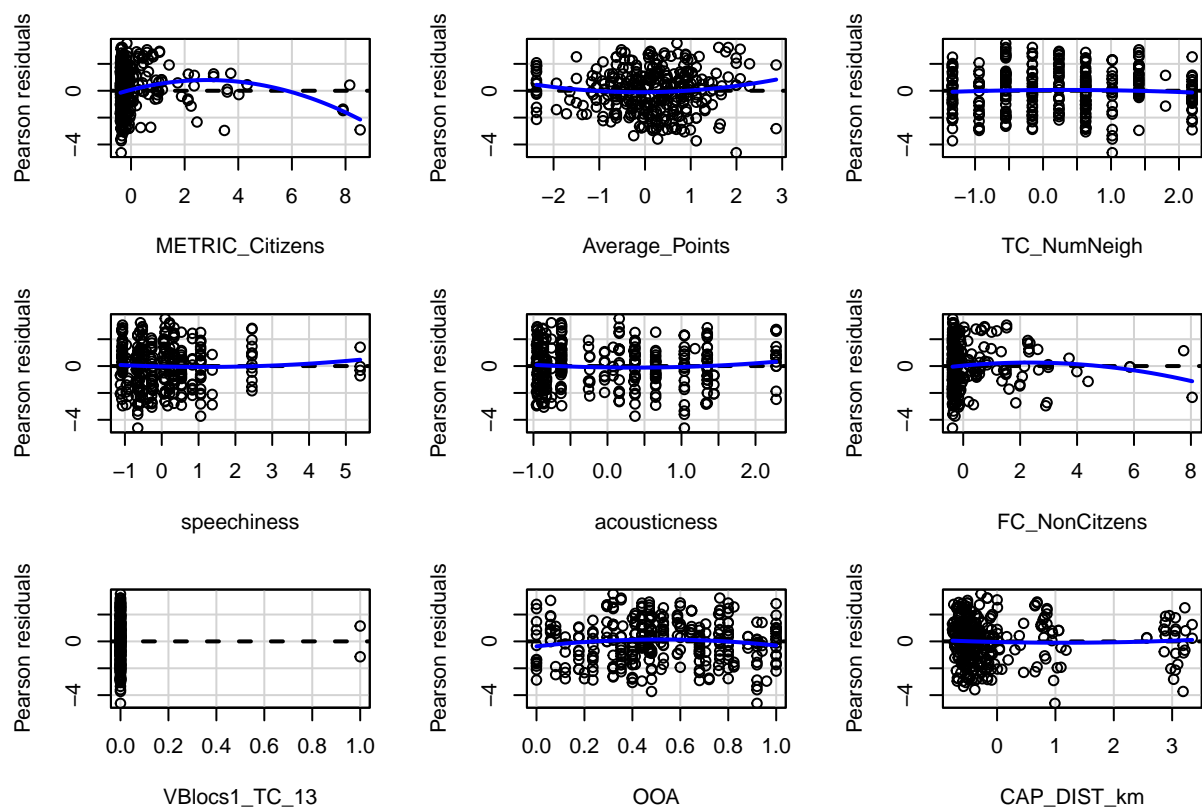 Pearson residuals
0
−4
0 2 4 6 8
METRIC_Citizens
Pearson residuals
0
−4
−2 −1 0 1 2 3
Average_Points
Pearson residuals
0
−4
−1.0 0.0 1.0 2.0
TC_NumNeigh
Pearson residuals
0
−4
−1 0 1 2 3 4 5
speechiness
Pearson residuals
0
−4
−1.0 0.0 1.0 2.0
acousticness
Pearson residuals
0
−4
0 2 4 6 8
FC_NonCitzens
Pearson residuals
0
−4
0.0 0.2 0.4 0.6 0.8 1.0
VBlocs1_TC_13
Pearson residuals
0
−4
0.0 0.2 0.4 0.6 0.8 1.0
OOA
Pearson residuals
0
−4
0 1 2 3
CAP_DIST_km